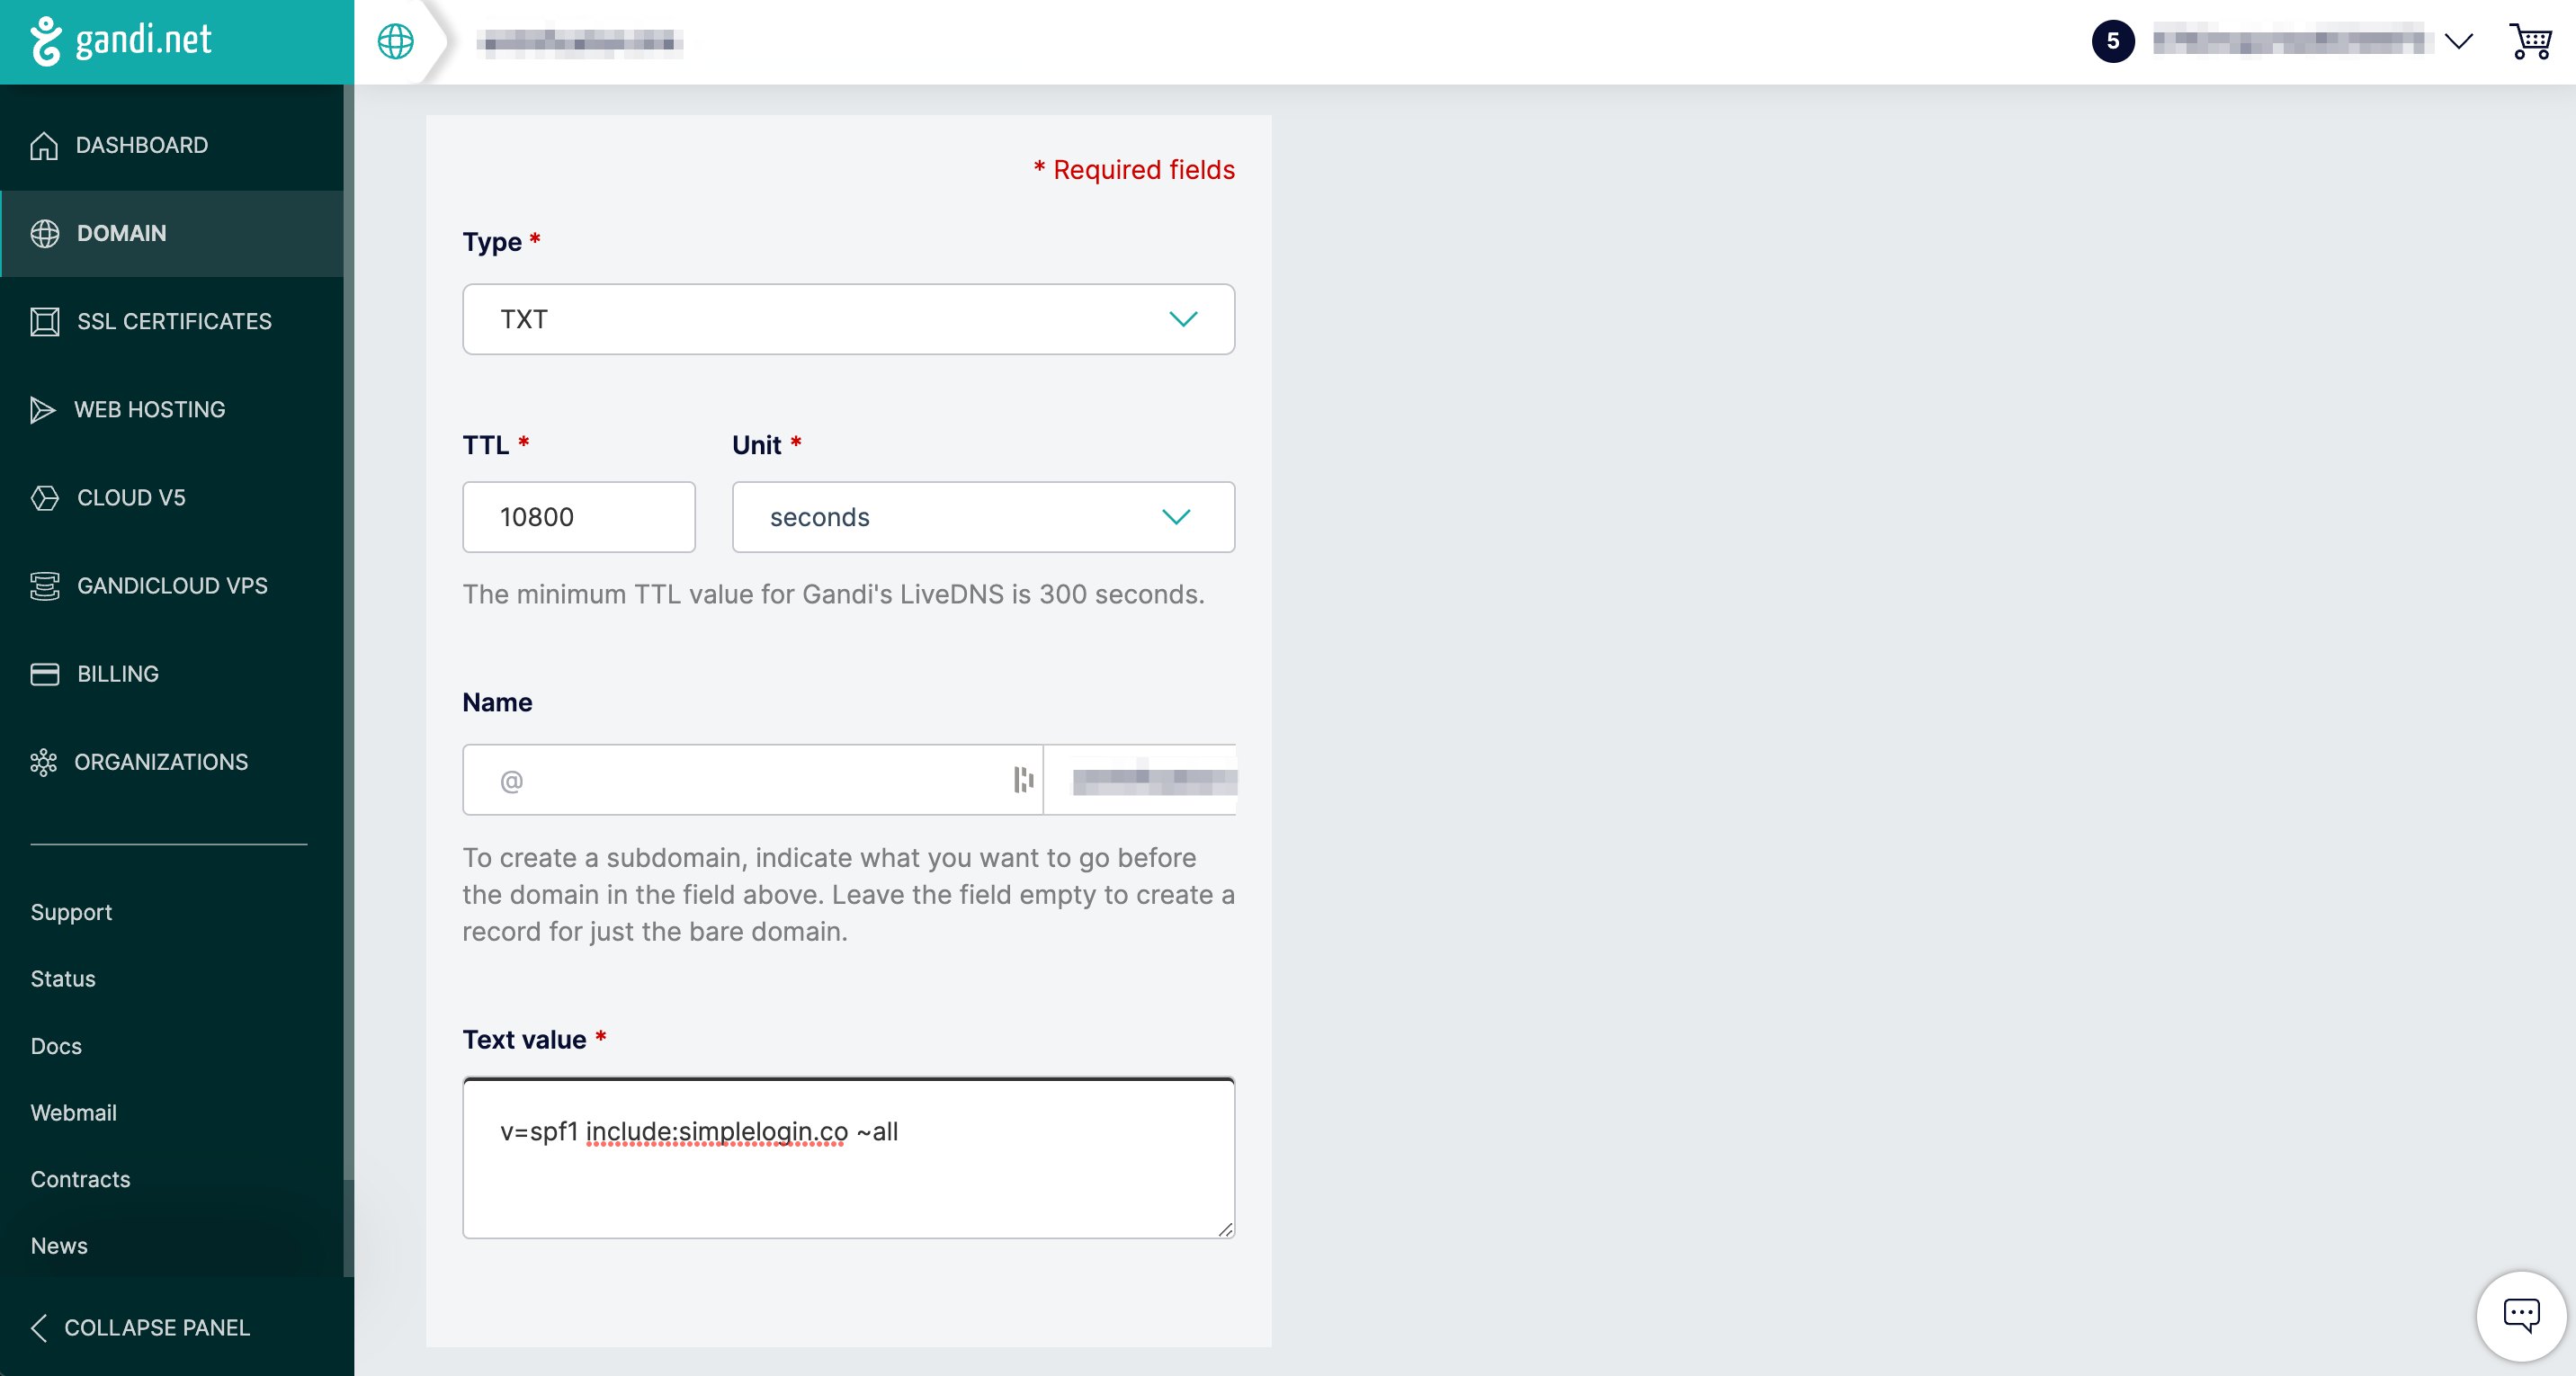 gandi.net
5
DASHBOARD
DOMAIN
SSL CERTIFICATES
WEB HOSTING
CLOUD V5
GANDICLOUD VPS
BILLING
ORGANIZATIONS
Support
Status
Docs
Webmail
Contracts
News
COLLAPSE PANEL
* Required fields
Type *
TXT
TTL * Unit *
10800 seconds
The minimum TTL value for Gandi's LiveDNS is 300 seconds.
Name
@
To create a subdomain, indicate what you want to go before
the domain in the field above. Leave the field empty to create a
record for just the bare domain.
Text value *
v=spf1 include:simplelogin.co ~all